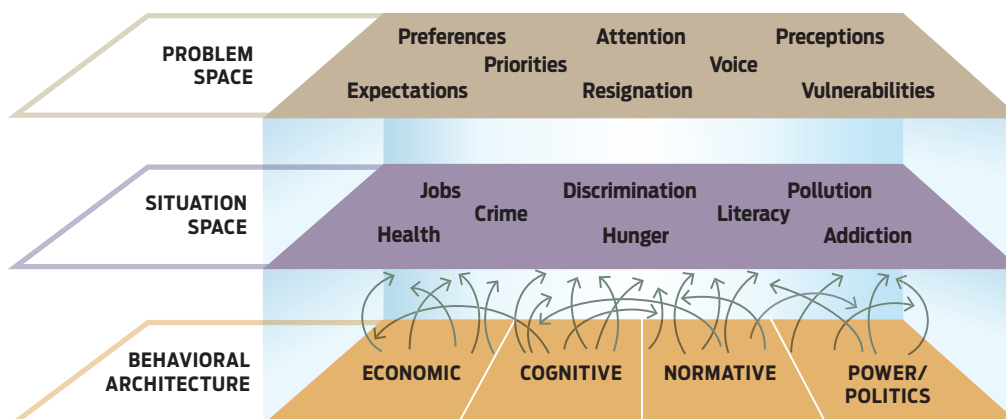 PROBLEM
SPACE
Preferences Attention Preceptions
Priorities Voice
Expectations Resignation Vulnerabilities
SITUATION
SPACE
Jobs Discrimination Pollution
Crime Literacy
Health Hunger Addiction
BEHAVIORAL
ARCHITECTURE
ECONOMIC COGNITIVE NORMATIVE POWER/
POLITICS